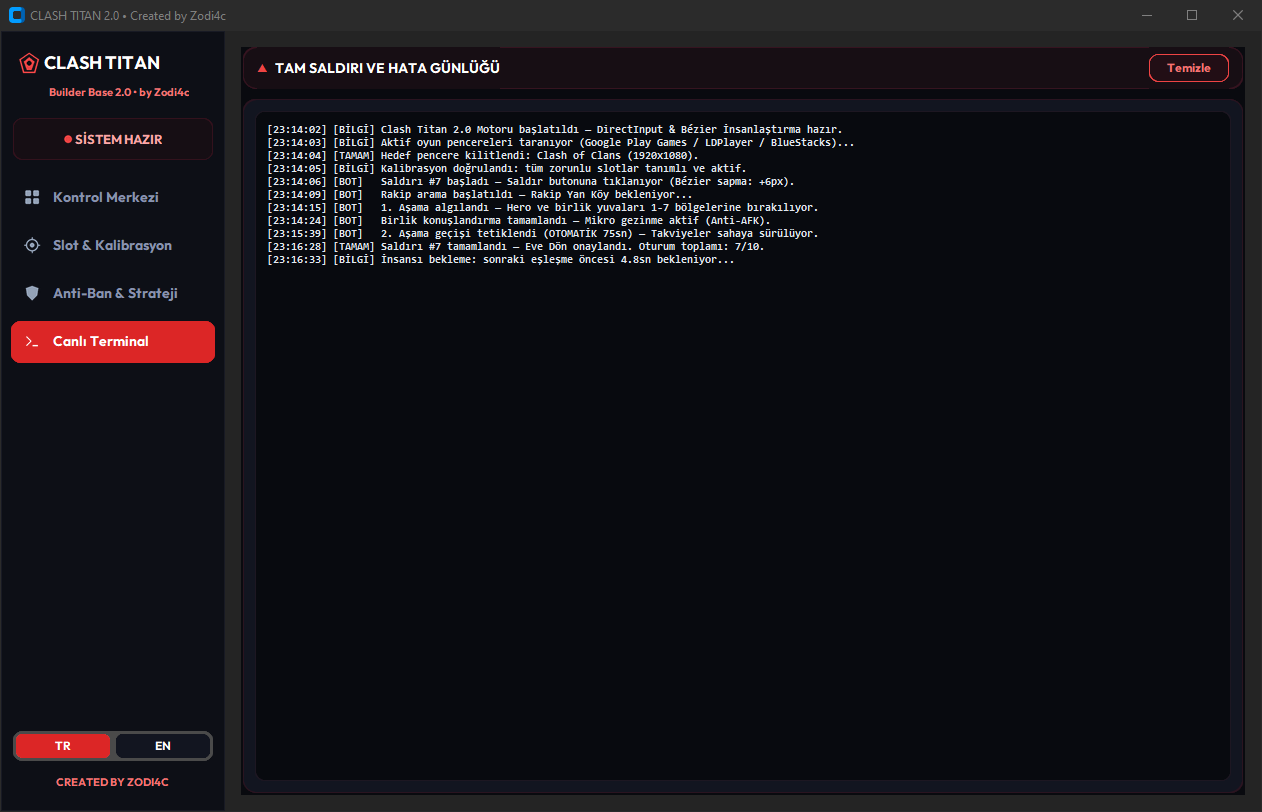 CLASH TITAN 2.0 • Created by Zodi4c
CLASH TITAN
Builder Base 2.0 • by Zodi4c
SİSTEM HAZIR
Kontrol Merkezi
Slot & Kalibrasyon
Anti-Ban & Strateji
Canlı Terminal
TR
EN
CREATED BY ZODI4C
TAM SALDIRI VE HATA GÜNLÜĞÜ
Temizle
[23:14:02] [BİLGİ] Clash Titan 2.0 Motoru başlatıldı — DirectInput & Bézier İnsanlaştırma hazır.
[23:14:03] [BİLGİ] Aktif oyun pencereleri taranıyor (Google Play Games / LDPlayer / BlueStacks)...
[23:14:04] [TAMAM] Hedef pencere kilitlendi: Clash of Clans (1920x1080).
[23:14:05] [BİLGİ] Kalibrasyon doğrulandı: tüm zorunlu slotlar tanımlı ve aktif.
[23:14:06] [BOT] Saldırı #7 başladı — Saldır butonuna tıklanıyor (Bézier sapma: +6px).
[23:14:09] [BOT] Rakip arama başlatıldı — Rakip Yan Köy bekleniyor...
[23:14:15] [BOT] 1. Aşama algılandı — Hero ve birlik yuvaları 1-7 bölgelerine bırakılıyor.
[23:14:24] [BOT] Birlik konuşlandırma tamamlandı — Mikro gezinme aktif (Anti-AFK).
[23:15:39] [BOT] 2. Aşama geçişi tetiklendi (OTOMATİK 75sn) — Takviyeler sahaya sürülüyor.
[23:16:28] [TAMAM] Saldırı #7 tamamlandı — Eve Dön onaylandı. Oturum toplamı: 7/10.
[23:16:33] [BİLGİ] İnsansı bekleme: sonraki eşleşme öncesi 4.8sn bekleniyor...